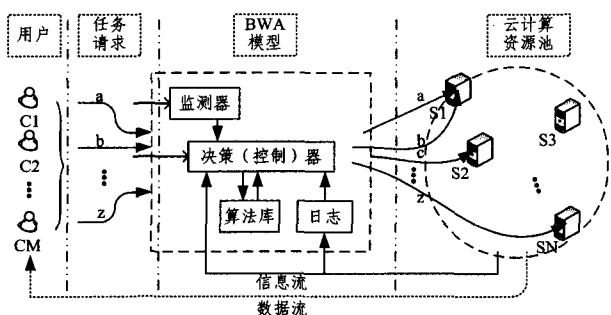 用户
任务
请求
BWA
模型
云计算
资源池
C1
C2
CM
a
b
z
监测器
决策（控制）器
算法库
日志
a
b
c
z
S1
S2
S3
SN
信息流
数据流